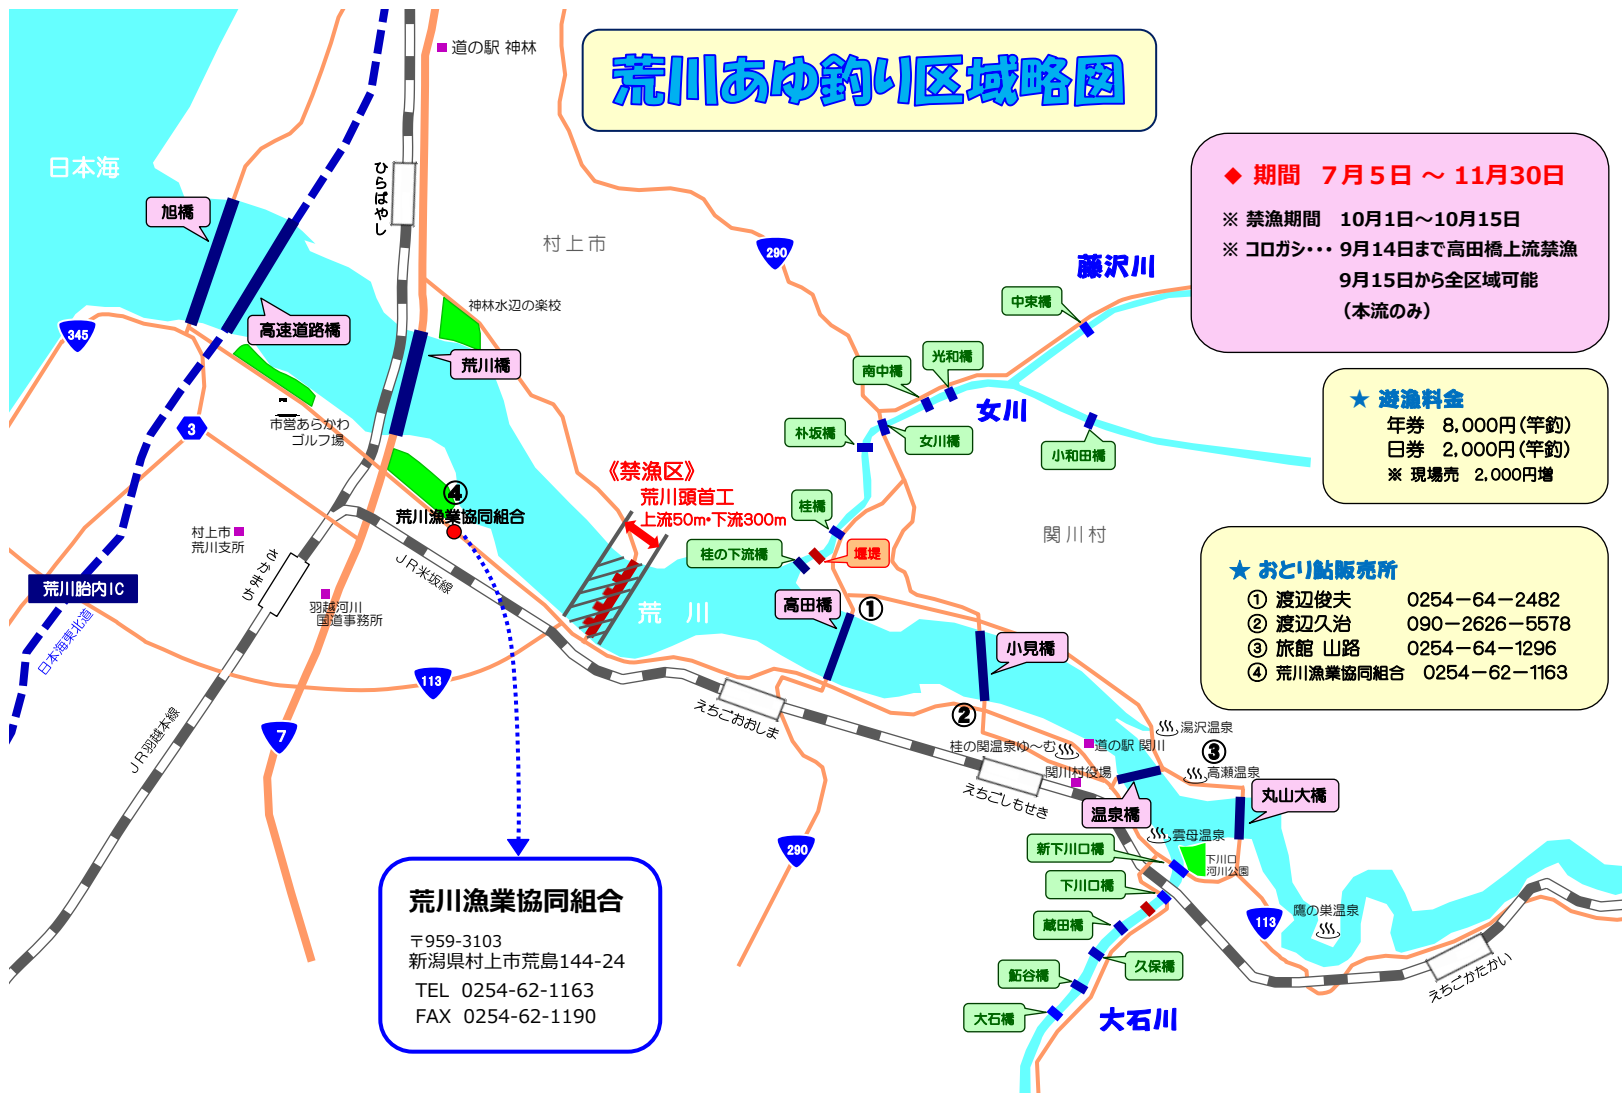 荒川あゆ釣り区域略図
◆ 期間　7月5日 ～ 11月30日
※ 禁漁期間　10月1日～10月15日
※ コロガシ･･･ 9月14日まで高田橋上流禁漁
9月15日から全区域可能
（本流のみ）
★ 遊漁料金
年券　8,000円（竿釣）
日券　2,000円（竿釣）
※ 現場売　2,000円増
★ おとり鮎販売所
① 渡辺俊夫　0254－64－2482
② 渡辺久治　090－2626－5578
③ 旅館 山路　0254－64－1296
④ 荒川漁業協同組合　0254－62－1163
日本海
道の駅 神林
ひらばやし
旭橋
村上市
290
藤沢川
中束橋
345
高速道路橋
神林水辺の楽校
荒川橋
光和橋
南中橋
女川
3
市営あらかわ
ゴルフ場
朴坂橋
女川橋
小和田橋
《禁漁区》
荒川頭首工
上流50m・下流300m
④
荒川漁業協同組合
桂橋
関川村
村上市
荒川支所
さかまち
JR米坂線
桂の下流橋
堰堤
荒川胎内IC
日本海東北道
羽越河川
国道事務所
荒 川
高田橋
①
小見橋
113
JR羽越本線
7
えちごおおしま
②
桂の関温泉ゆ～む
道の駅 関川
湯沢温泉
③
高瀬温泉
関川村役場
えちごしもせき
温泉橋
丸山大橋
雲母温泉
新下川口橋
下川口
河川公園
290
下川口橋
蔵田橋
113
鷹の巣温泉
久保橋
鮖谷橋
えちごかたかい
大石橋
大石川
荒川漁業協同組合
〒959-3103
新潟県村上市荒島144-24
TEL 0254-62-1163
FAX 0254-62-1190